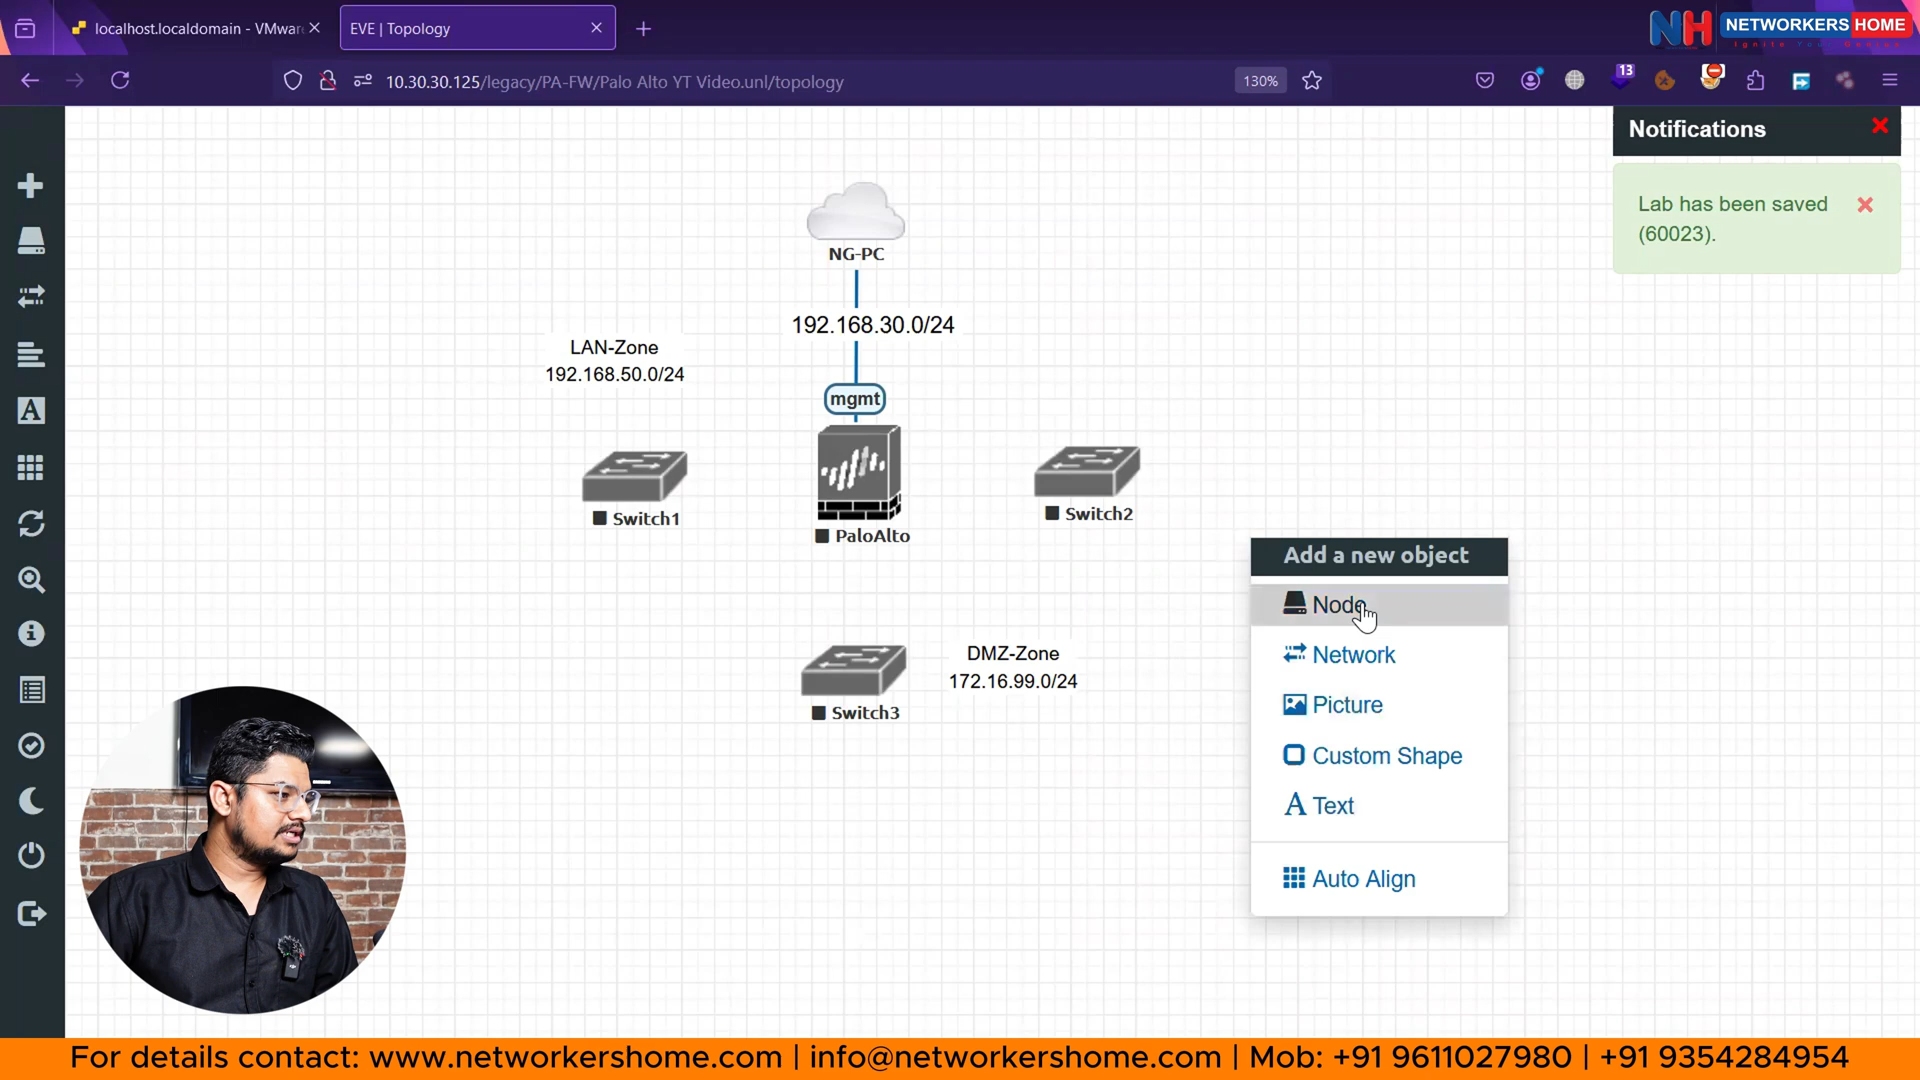 localhost.localdomain - VMware
EVE | Topology
NH
NETWORKERS HOME
10.30.30.125/legacy/PA-FW/Palo Alto YT Video.unl/topology
130%
13
Notifications
Lab has been saved
(60023).
NG-PC
192.168.30.0/24
LAN-Zone
192.168.50.0/24
mgmt
Switch1
PaloAlto
Switch2
Add a new object
Node
Network
Picture
Custom Shape
Text
Auto Align
DMZ-Zone
172.16.99.0/24
Switch3
For details contact: www.networkershome.com | info@networkershome.com | Mob: +91 9611027980 | +91 9354284954